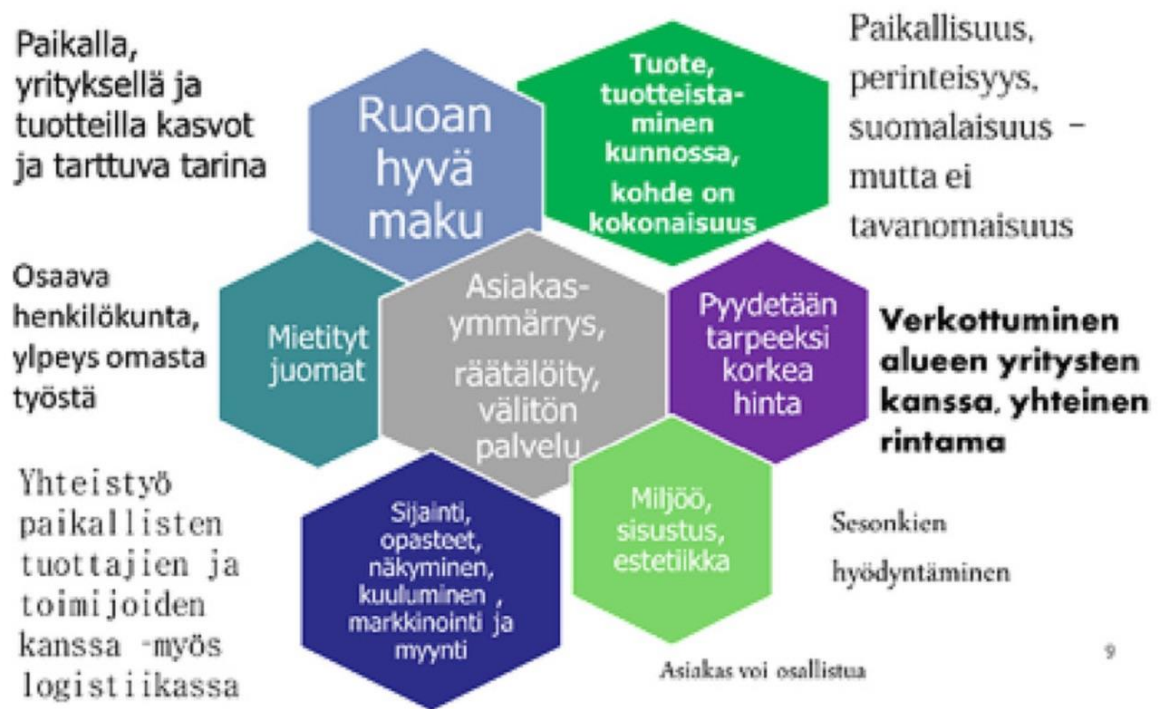 Paikalla,
yrityksellä ja
tuotteilla kasvot
ja tarttuva tarina
Ruoan
hyvä
maku
Tuote,
tuotteista-
minen
kunnossa,
kohde on
kokonaisuus
Paikallisuus,
perinteisyys,
suomalaisuus –
mutta ei
tavanomaisuus
Osaava
henkilökunta,
ylpeys omasta
työstä
Mietityt
juomat
Asiakas-
ymmärrys,
räätälöity,
välitön
palvelu
Pyydetään
tarpeeksi
korkea
hinta
Verkottuminen
alueen yritysten
kanssa, yhteinen
rintama
Yhteistyö
paikallisten
tuottajien ja
toimijoiden
kanssa -myös
logistiikassa
Sijainti,
opasteet,
näkyminen,
kuuluminen ,
markkinointi ja
myynti
Miljöö,
sisustus,
estetiikka
Sesonkien
hyödyntäminen
Asiakas voi osallistua
9